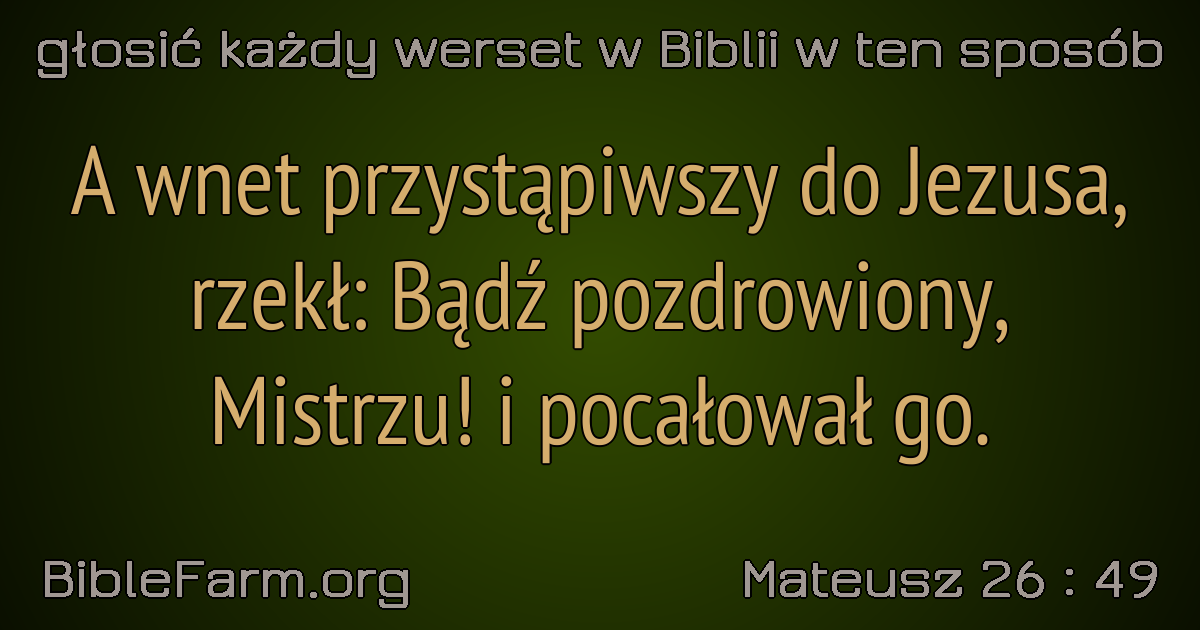 głosić każdy werset w Biblii w ten sposób
A wnet przystąpiwszy do Jezusa,
rzekł: Bądź pozdrowiony,
Mistrzu! i pocałował go.
BibleFarm.org
Mateusz 26 : 49